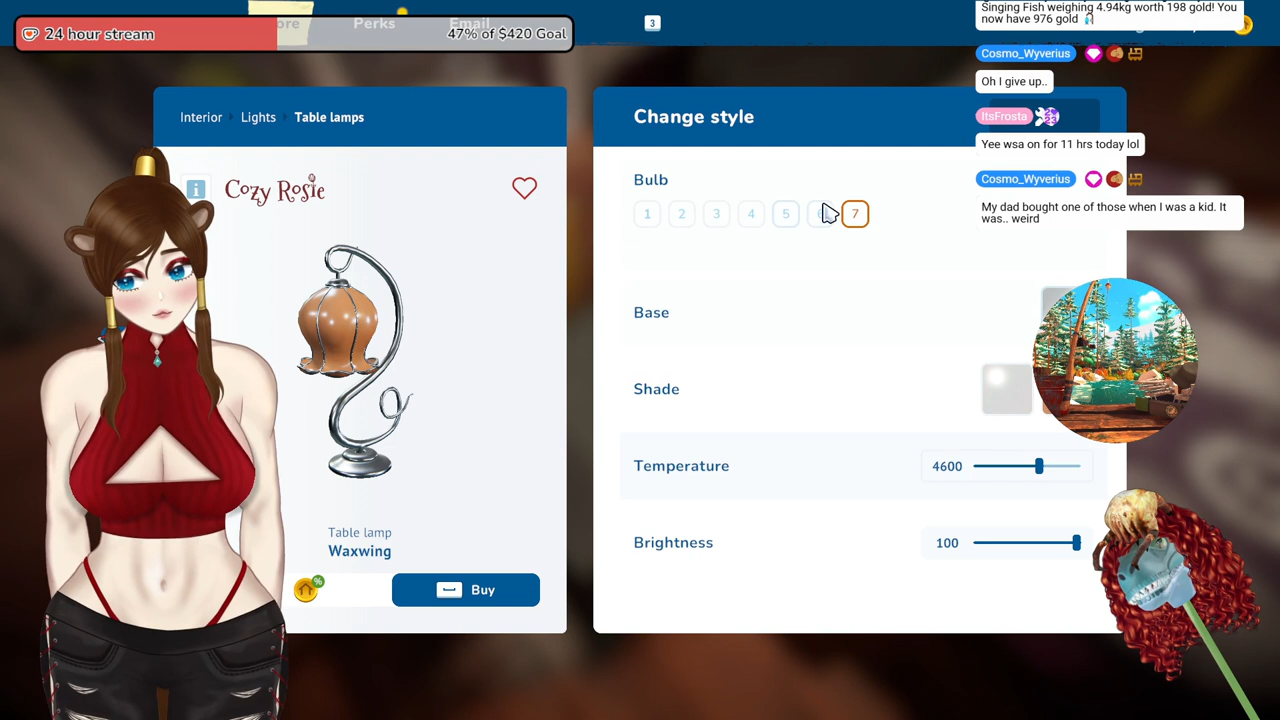 24 hour stream
47% of $420 Goal
Perks
Email
3
Singing Fish weighing 4.94kg worth 198 gold! You
now have 976 gold
Cosmo_Wyverius
Oh I give up..
ItsFrosta
Yee wsa on for 11 hrs today lol
Cosmo_Wyverius
My dad bought one of those when I was a kid. It
was.. weird
Interior
Lights
Table lamps
Cozy Rosie
Table lamp
Waxwing
%
Buy
Change style
Bulb
1
2
3
4
5
7
Base
Shade
Temperature
4600
Brightness
100